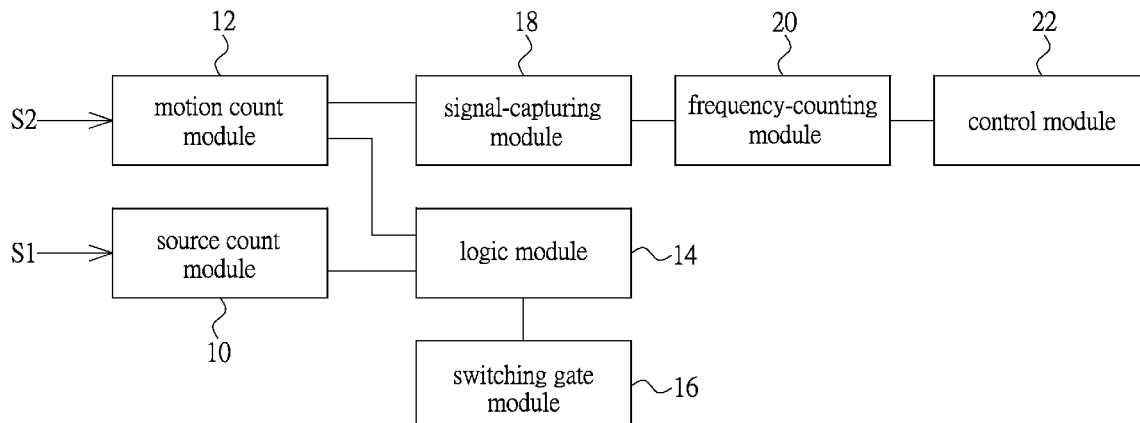 12
18
20
22
S2
motion count
module
signal-capturing
module
frequency-counting
module
control module
S1
source count
module
logic module
14
10
switching gate
module
16